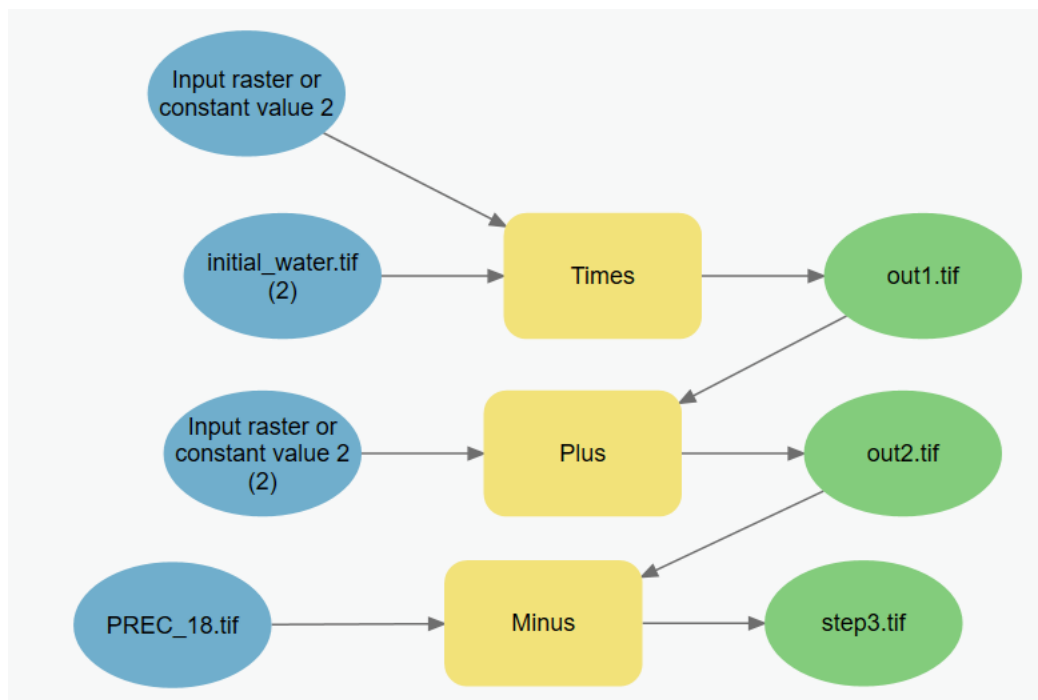 Input raster or
constant value 2
initial_water.tif
(2)
Times
out1.tif
Input raster or
constant value 2
(2)
Plus
out2.tif
PREC_18.tif
Minus
step3.tif